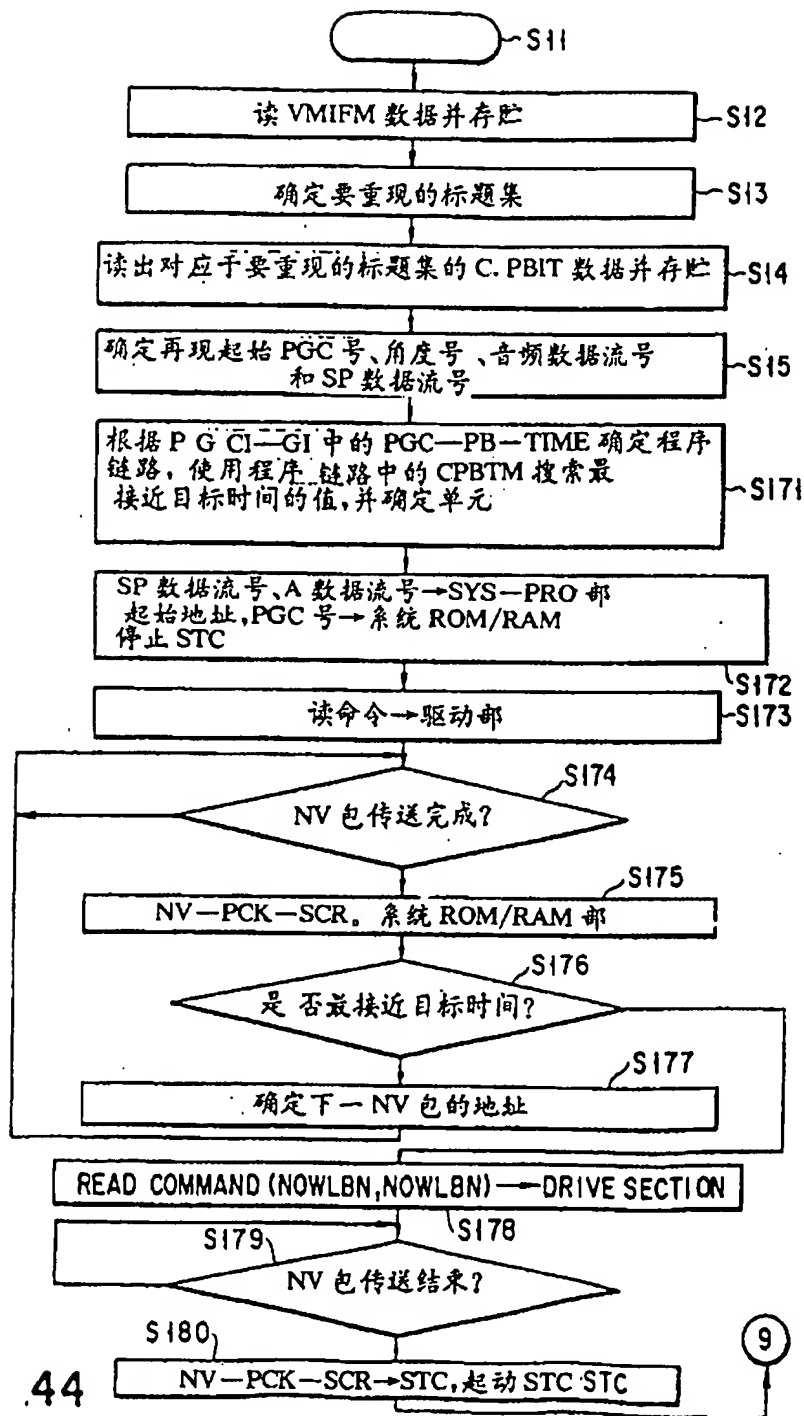 S11
读 VMIFM 数据并存贮
S12
确定要重现的标题集
S13
读出对应于要重现的标题集的 C. PBIT 数据并存贮
S14
确定再现起始 PGC 号、角度号、音频数据流号
和 SP 数据流号
S15
根据 P G CI—GI 中的 PGC—PB—TIME 确定程序
链路, 使用程序链路中的 CPBTM 搜索最
接近目标时间的值,并确定单元
S171
SP 数据流号、A 数据流号→SYS—PRO 部
起始地址,PGC 号→系统 ROM/RAM
停止 STC
S172
读命令→驱动部
S173
S174
NV 包传送完成?
S175
NV—PCK—SCR。系统 ROM/RAM 部
S176
是 否最接近目标时间?
S177
确定下一 NV 包的地址
READ COMMAND (NOWLBN,NOWLBN)→DRIVE SECTION
S178
S179
NV 包传送结束?
S180
NV—PCK—SCR→STC,起动 STC STC
9
.44